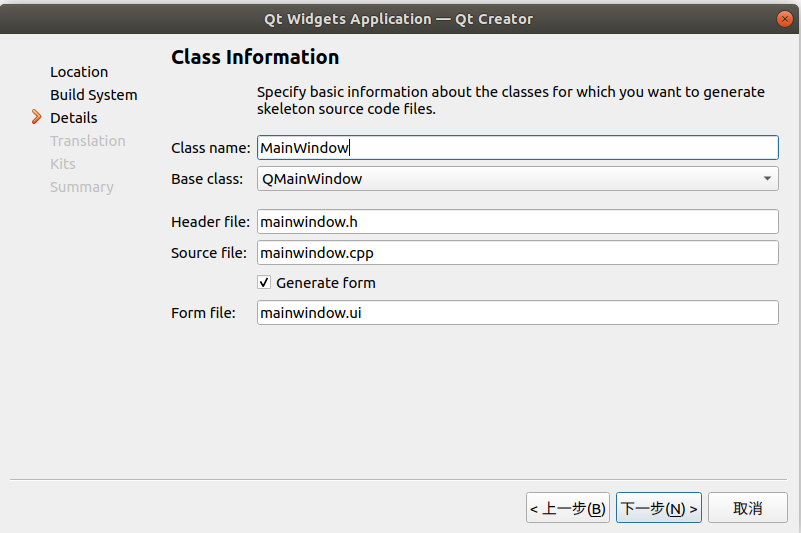 Qt Widgets Application — Qt Creator
Location
Build System
Details
Translation
Kits
Summary
Class Information
Specify basic information about the classes for which you want to generate
skeleton source code files.
Class name: MainWindow
Base class: QMainWindow
Header file: mainwindow.h
Source file: mainwindow.cpp
Generate form
Form file: mainwindow.ui
< 上一步(B) 下一步(N) > 取消